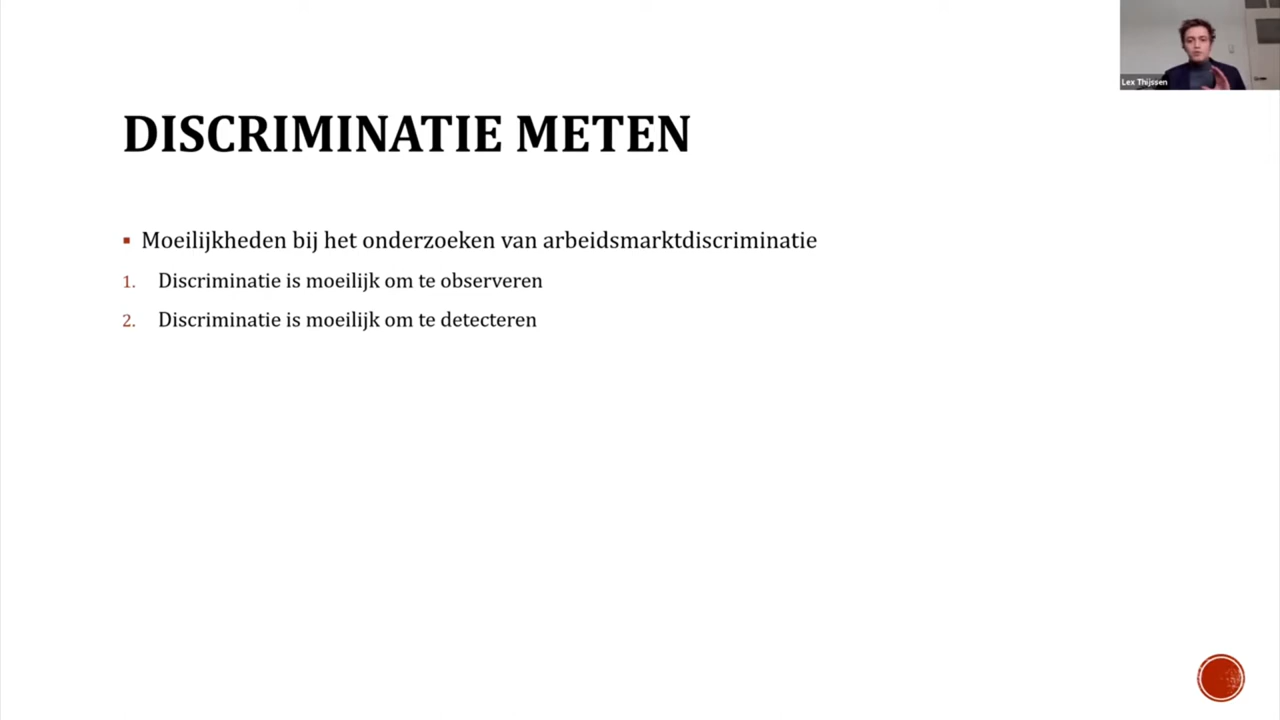 Lex Thijssen
DISCRIMINATIE METEN
▪ Moeilijkheden bij het onderzoeken van arbeidsmarktdiscriminatie
1. Discriminatie is moeilijk om te observeren
2. Discriminatie is moeilijk om te detecteren